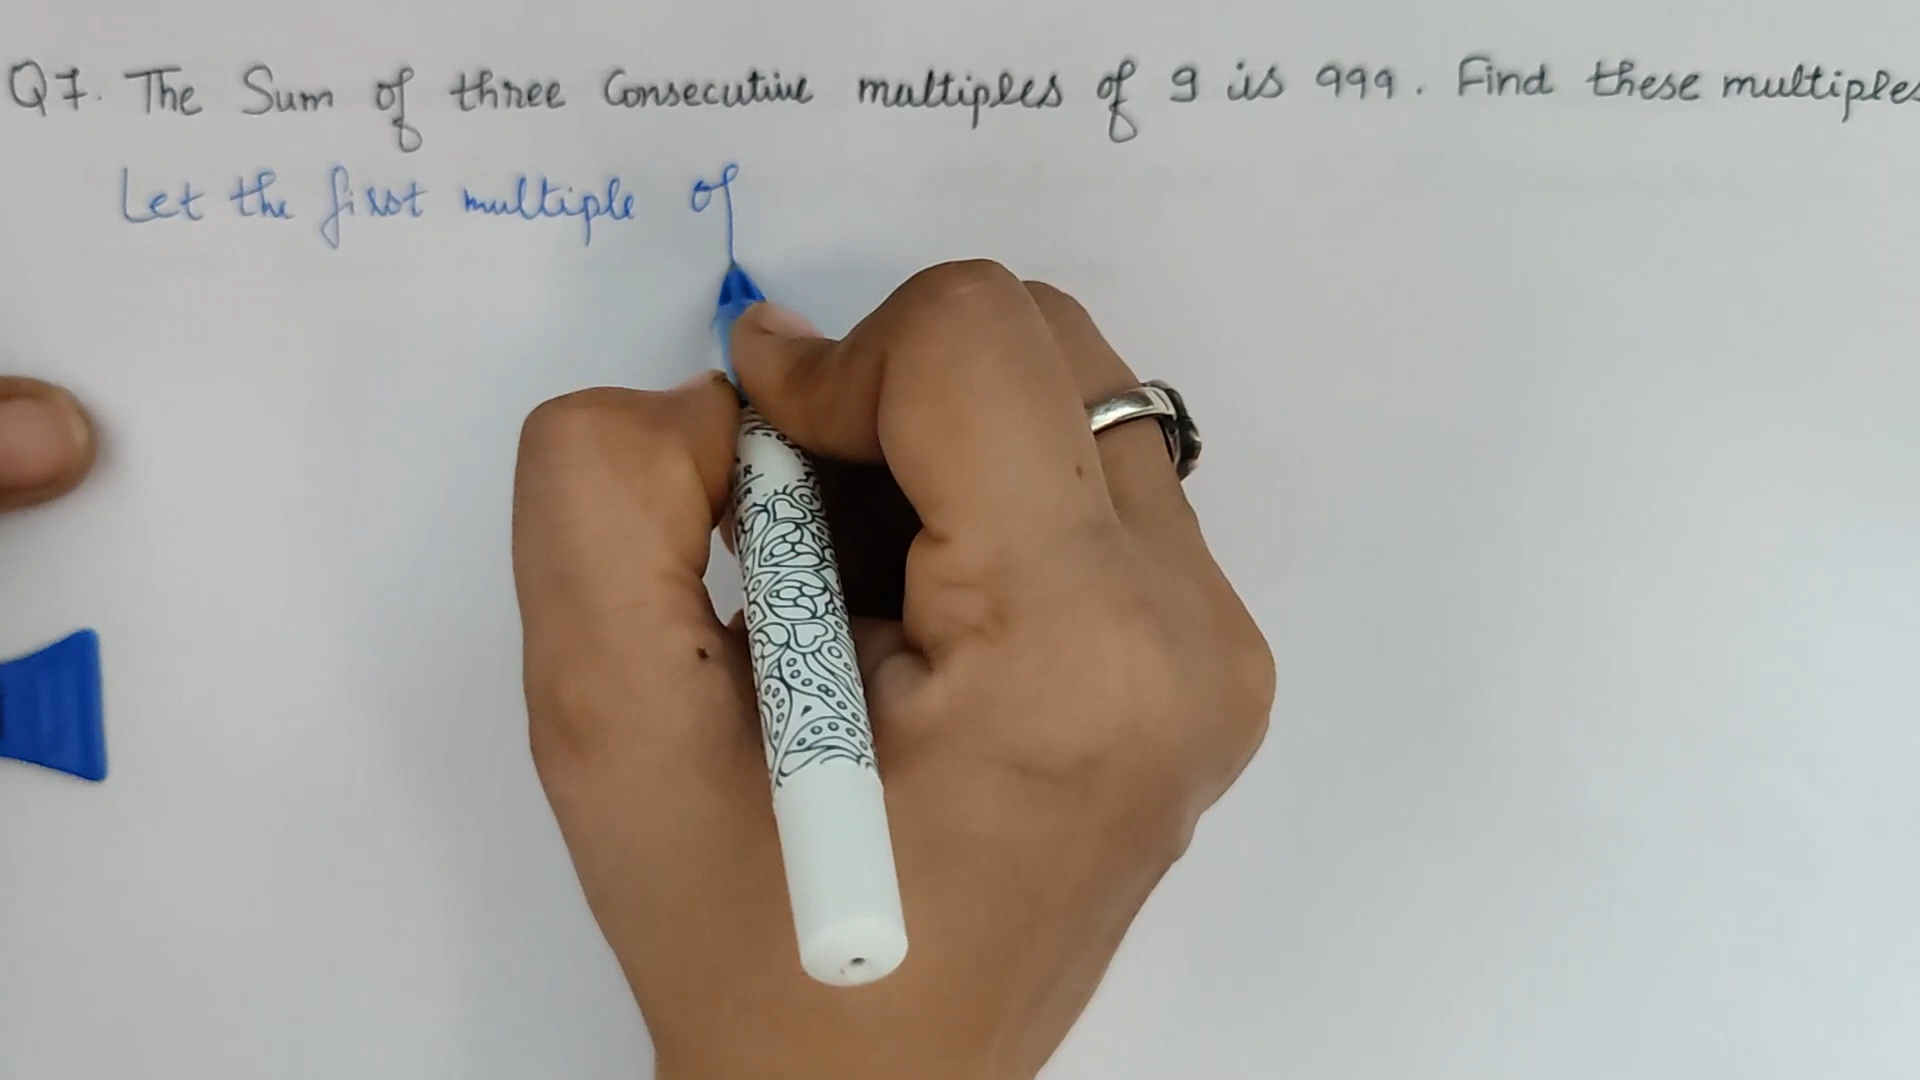 Q7. The Sum of three Consecutive multiples of 9 is 999. Find these multiples
Let the first multiple of